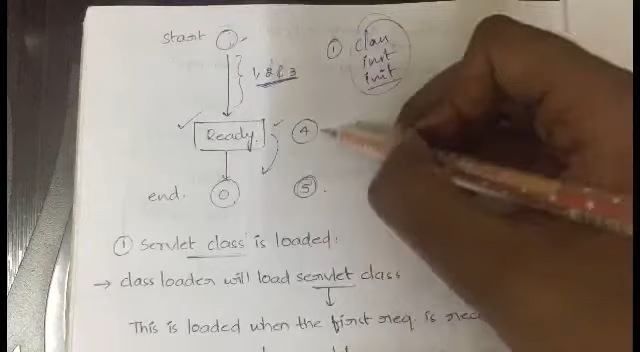 start
① class
inst
init
1, 2 & 3
Ready.
④
end.
⑤.
① servlet class is loaded:
→ class loader will load servlet class
This is loaded when the first req. is